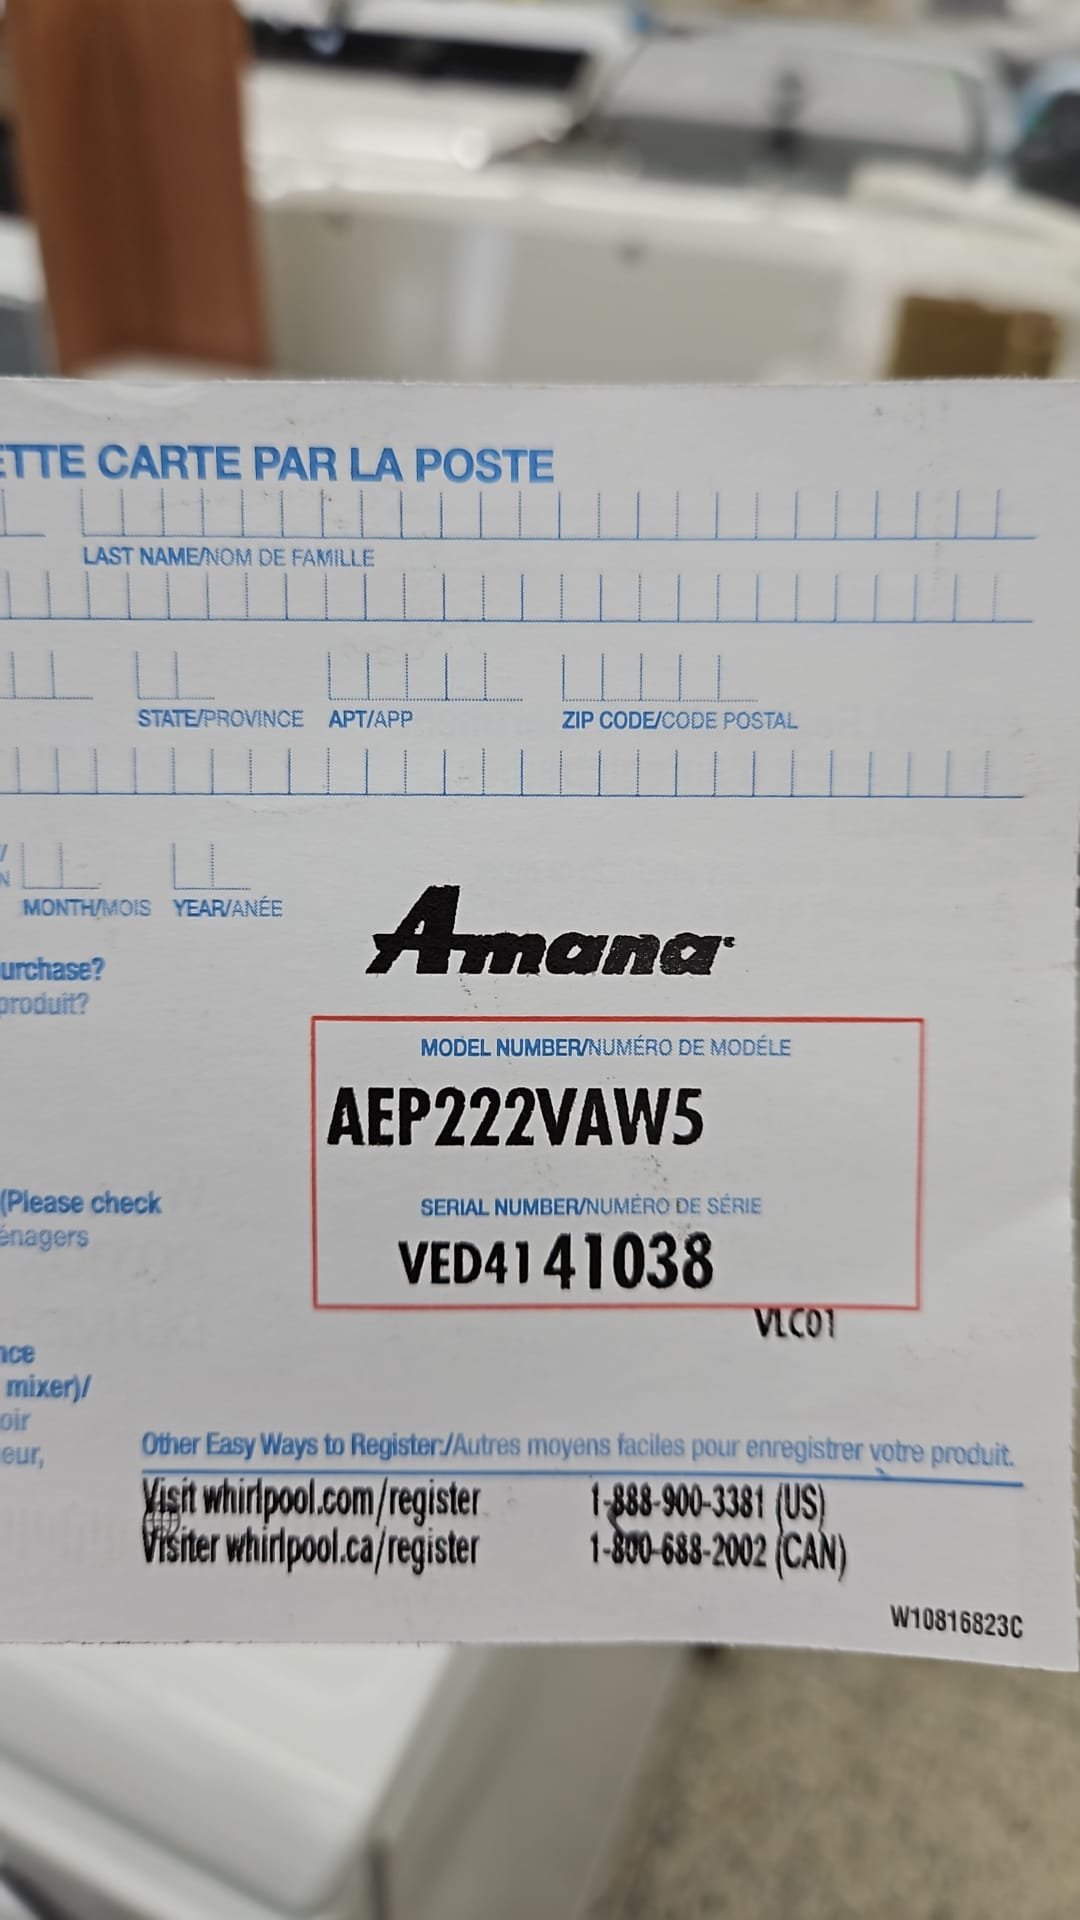 ETTE CARTE PAR LA POSTE
LAST NAME/NOM DE FAMILLE
STATE/PROVINCE APT/APP ZIP CODE/CODE POSTAL
/
N
MONTH/MOIS YEAR/ANÉE
Amana®
urchase?
produit?
MODEL NUMBER/NUMÉRO DE MODÉLE
AEP222VAW5
(Please check
énagers
SERIAL NUMBER/NUMÉRO DE SÉRIE
VED4141038
VLC01
nce
mixer)/
oir
eur,
Other Easy Ways to Register:/Autres moyens faciles pour enregistrer votre produit.
Visit whirlpool.com/register 1-888-900-3381 (US)
Visiter whirlpool.ca/register 1-800-688-2002 (CAN)
W10816823C